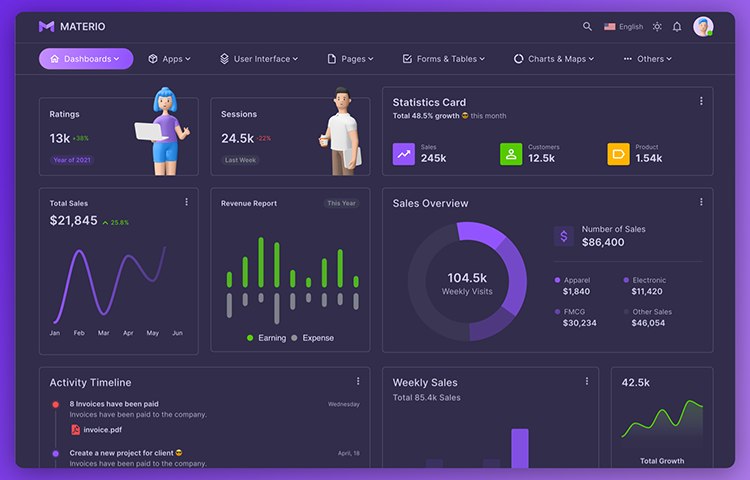 MATERIO
English
Dashboards
Apps
User Interface
Pages
Forms & Tables
Charts & Maps
Others
Ratings
13k +38%
Year of 2021
Sessions
24.5k -22%
Last Week
Statistics Card
Total 48.5% growth 😎 this month
Sales
245k
Customers
12.5k
Product
1.54k
Total Sales
$21,845 25.8%
Jan Feb Mar Apr May Jun
Revenue Report
This Year
Earning Expense
Sales Overview
104.5k
Weekly Visits
Number of Sales
$86,400
Apparel
$1,840
Electronic
$11,420
FMCG
$30,234
Other Sales
$46,054
Activity Timeline
8 Invoices have been paid
Wednesday
Invoices have been paid to the company.
invoice.pdf
Create a new project for client 😎
April, 18
Invoices have been paid to the company.
Weekly Sales
Total 85.4k Sales
42.5k
Total Growth